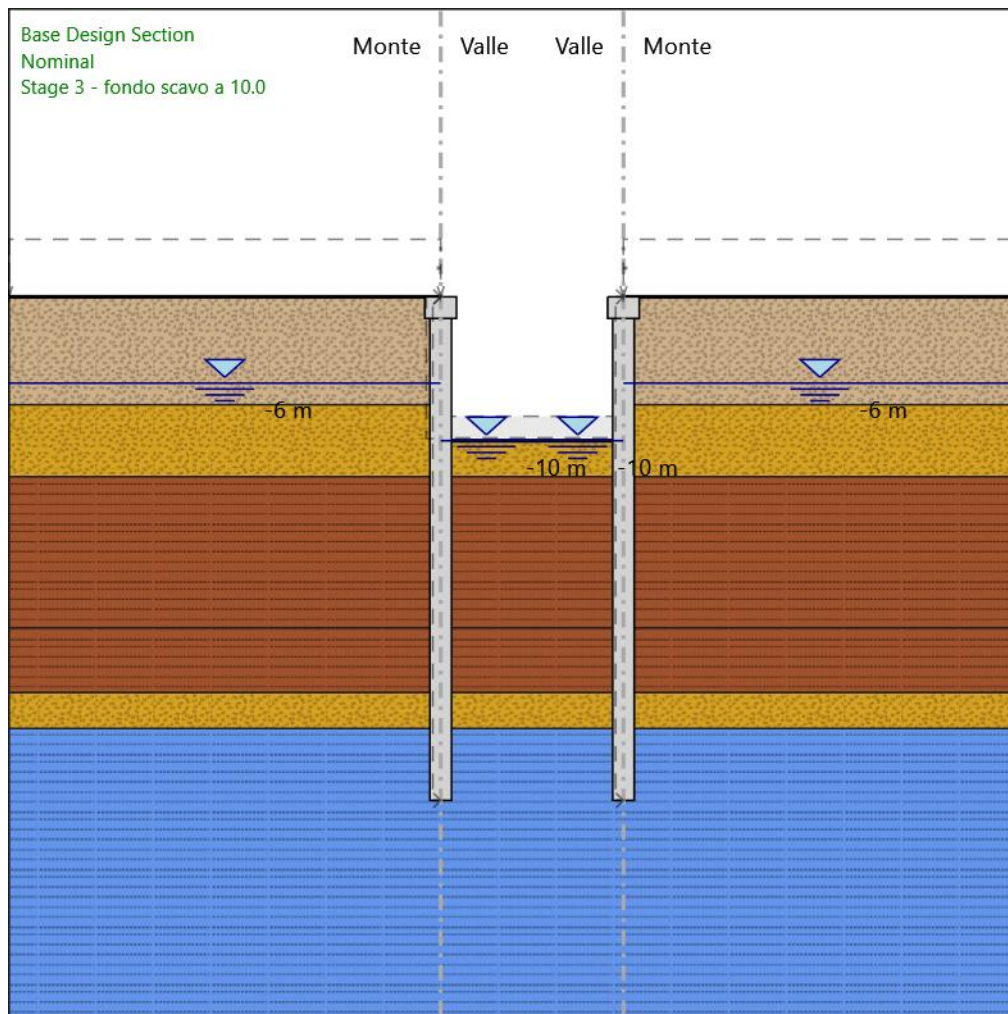 Base Design Section
Nominal
Stage 3 - fondo scavo a 10.0
Monte Valle Valle Monte
-6 m -6 m
-10 m -10 m